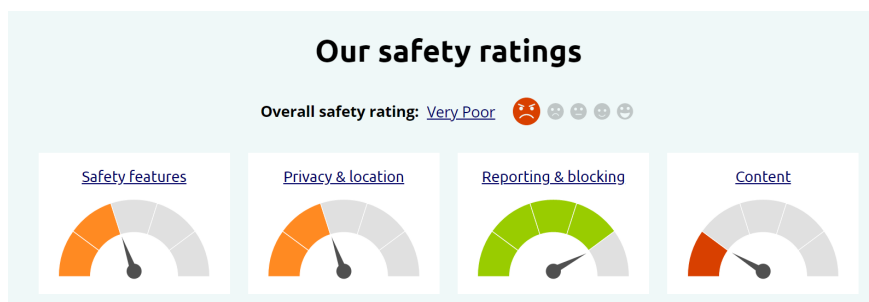 Our safety ratings
Overall safety rating: Very Poor
Safety features
Privacy & location
Reporting & blocking
Content